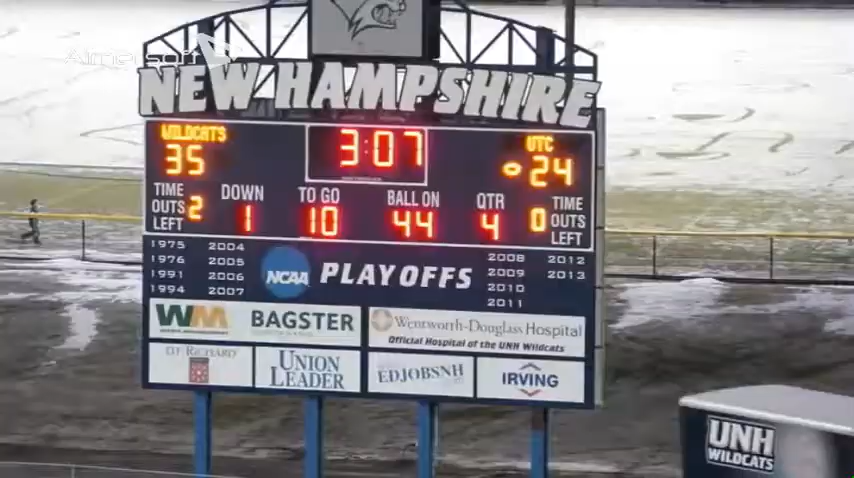 Aimersoft
NEW HAMPSHIRE
WILDCATS 3:07 UTC
35 24
TIME OUTS LEFT 2 DOWN 1 TO GO 10 BALL ON 44 QTR 4 0 TIME OUTS LEFT
1975 2004 2008 2012
1976 2005 NCAA PLAYOFFS 2009 2013
1991 2006 2010
1994 2007 2011
WM BAGSTER Wentworth-Douglass Hospital
Official Hospital of the UNH Wildcats
UNION LEADER EDJOBSNH IRVING
UNH
WILDCATS